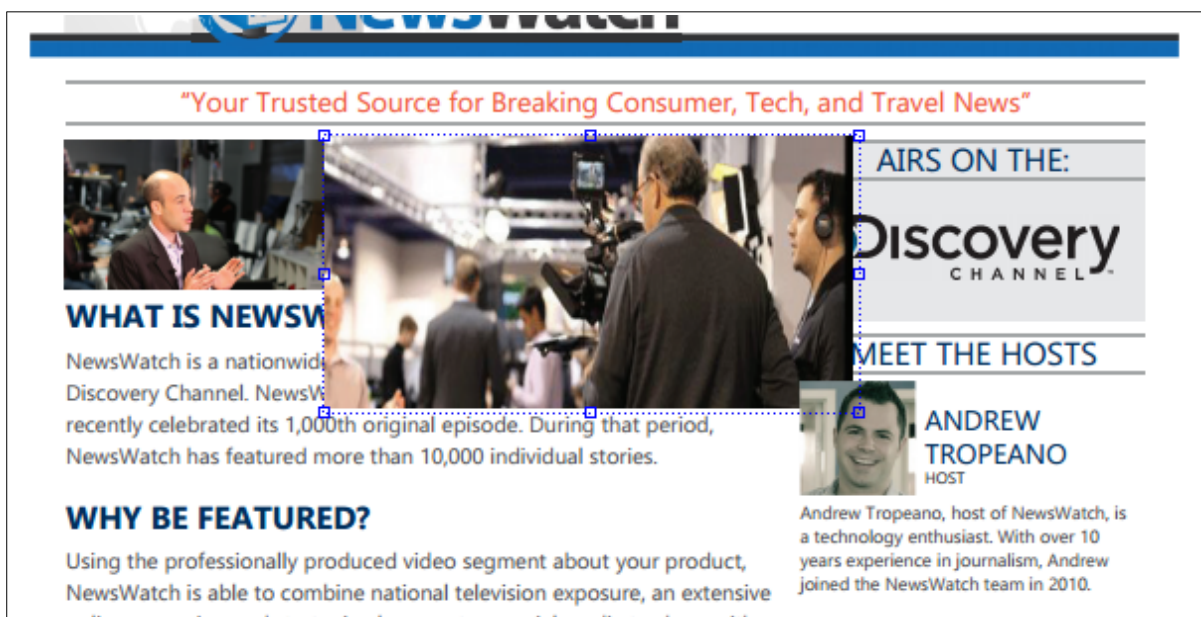 NewsWatch
“Your Trusted Source for Breaking Consumer, Tech, and Travel News”
WHAT IS
NewsWatch is a
Discovery Channel.
recently celebrated its 1,000th original episode. During that period,
NewsWatch has featured more than 10,000 individual stories.
WHY BE FEATURED?
Using the professionally produced video segment about your product,
NewsWatch is able to combine national television exposure, an extensive
AIRS ON THE:
Discovery
CHANNEL
MEET THE HOSTS
ANDREW
TROPEANO
HOST
Andrew Tropeano, host of NewsWatch, is
a technology enthusiast. With over 10
years experience in journalism, Andrew
joined the NewsWatch team in 2010.